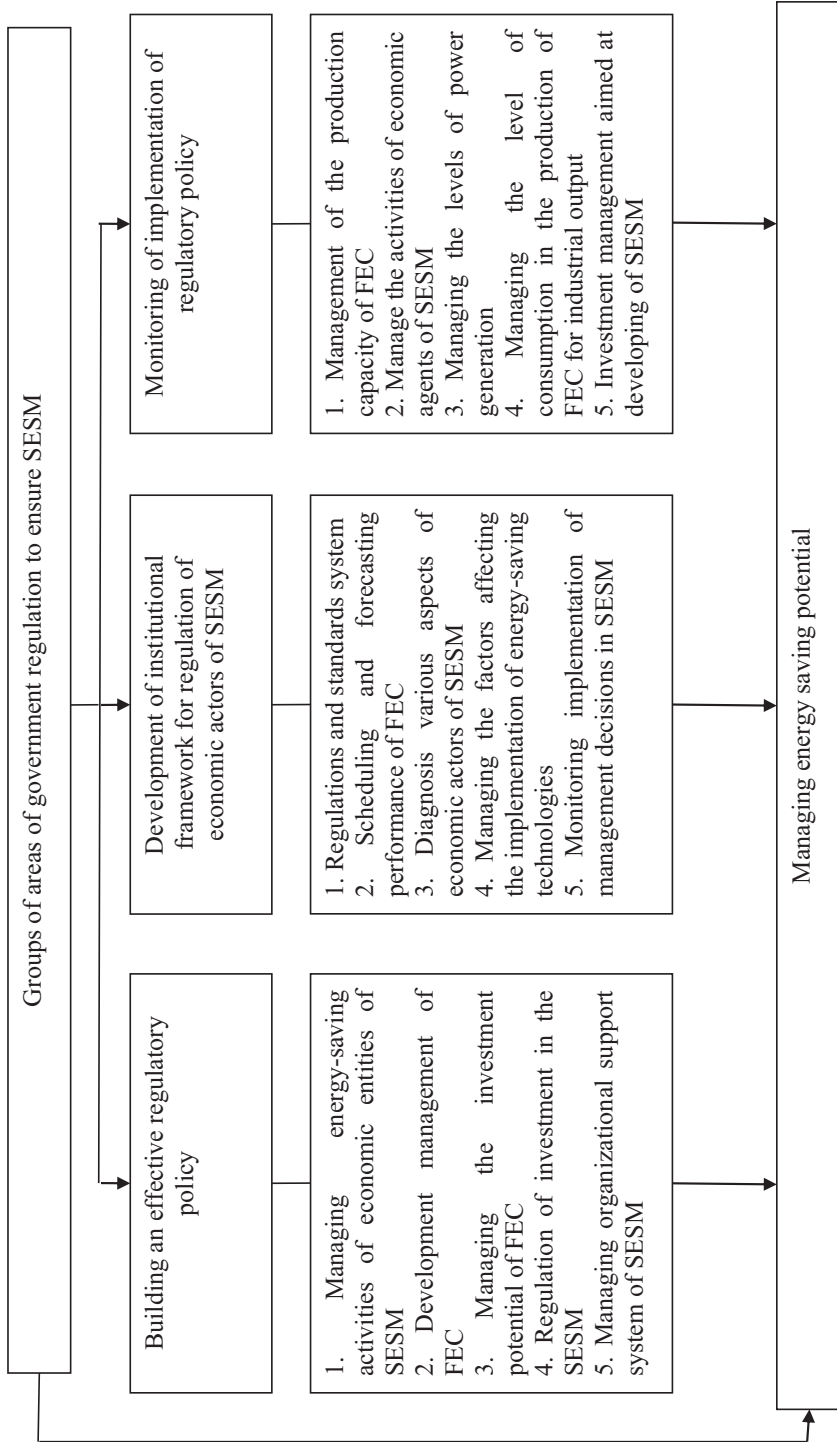 Groups of areas of government regulation to ensure SESM
Building an effective regulatory
policy
Development of institutional
framework for regulation of
economic actors of SESM
Monitoring of implementation of
regulatory policy
1. Managing energy-saving
activities of economic entities of
SESM
2. Development management of
FEC
3. Managing the investment
potential of FEC
4. Regulation of investment in the
SESM
5. Managing organizational support
system of SESM
1. Regulations and standards system
2. Scheduling and forecasting
performance of FEC
3. Diagnosis various aspects of
economic actors of SESM
4. Managing the factors affecting
the implementation of energy-saving
technologies
5. Monitoring implementation of
management decisions in SESM
1. Management of the production
capacity of FEC
2. Manage the activities of economic
agents of SESM
3. Managing the levels of power
generation
4. Managing the level of
consumption in the production of
FEC for industrial output
5. Investment management aimed at
developing of SESM
Managing energy saving potential